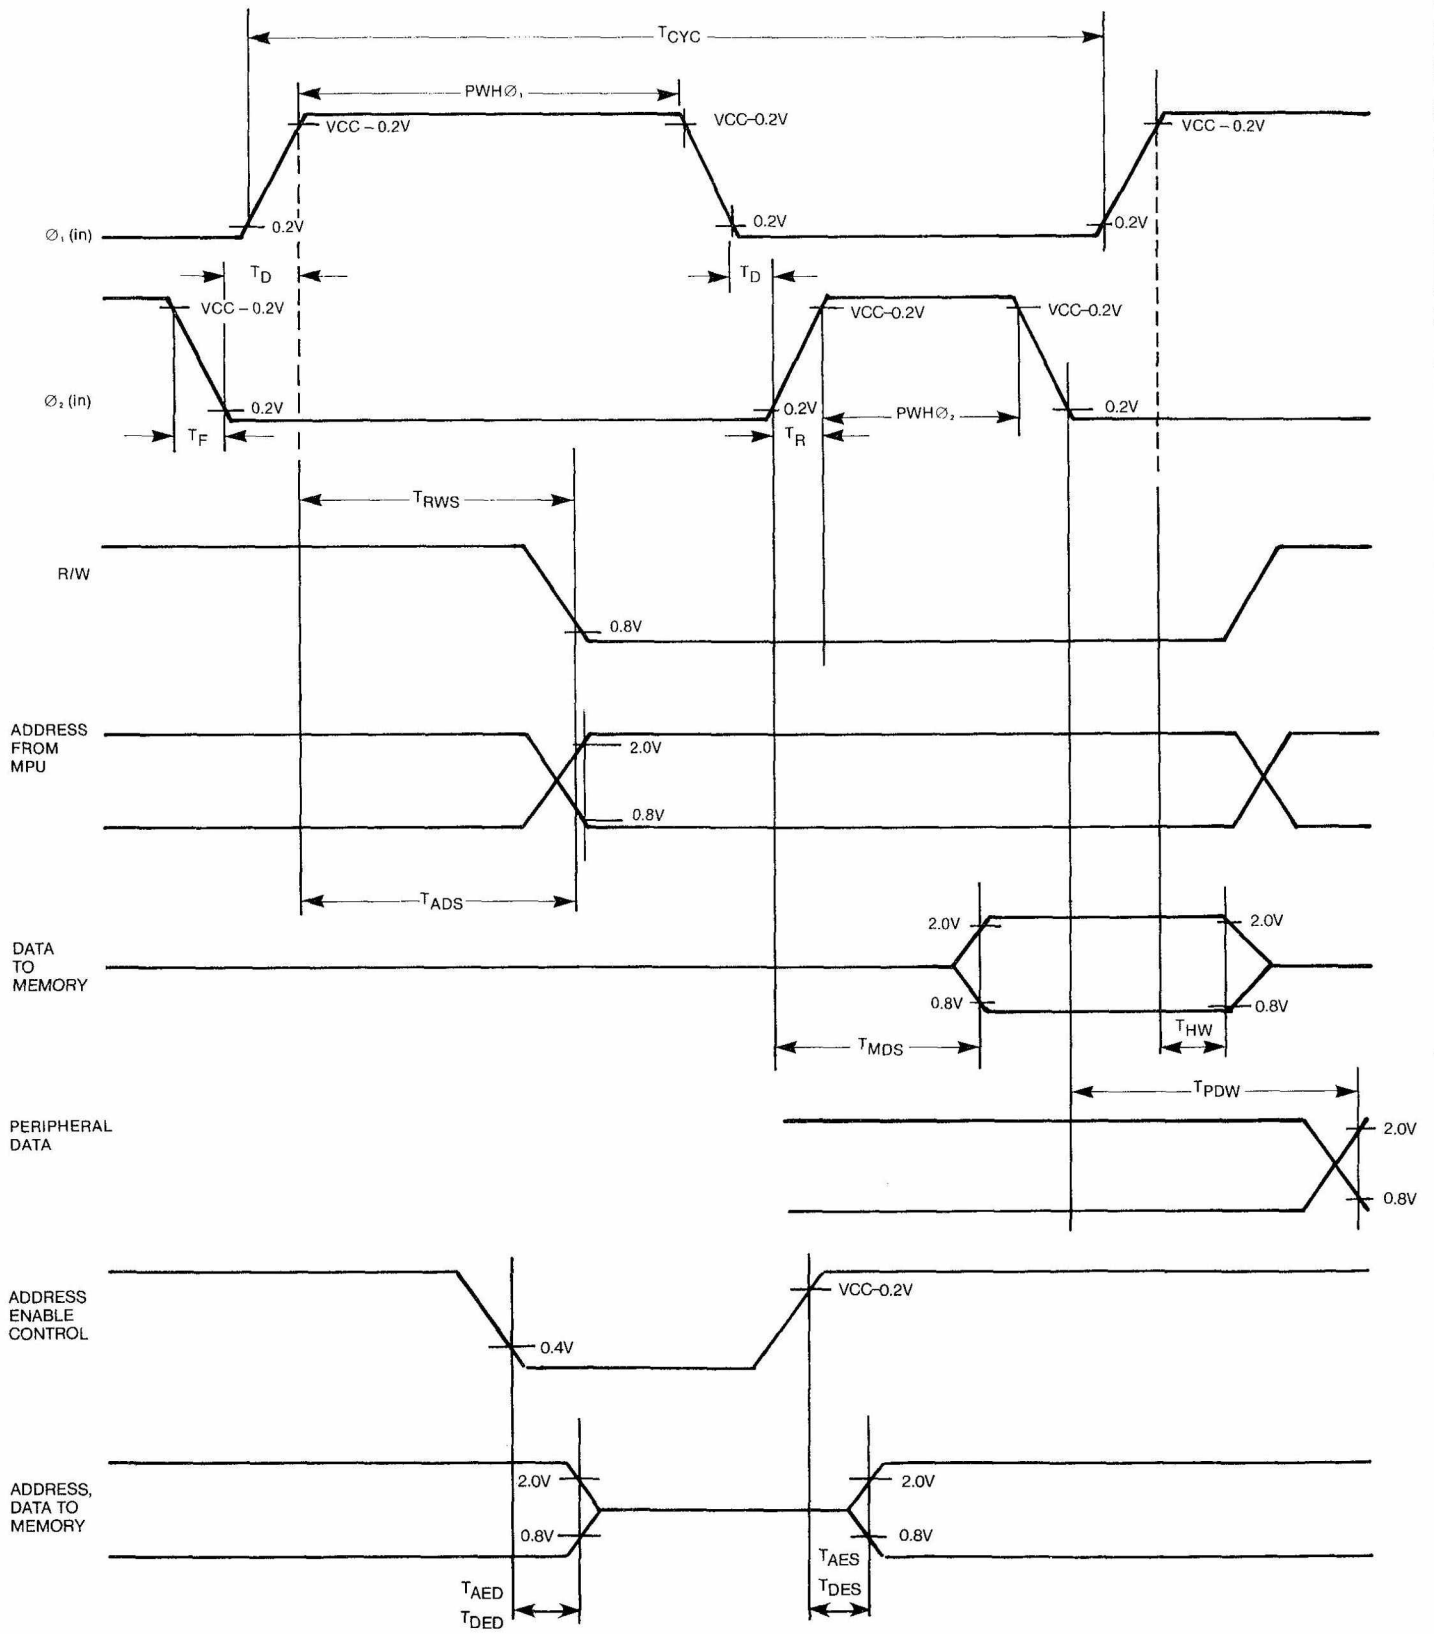 TCYC
PWHØ₁
VCC – 0.2V
VCC–0.2V
VCC – 0.2V
Ø₁ (in)
0.2V
0.2V
0.2V
TD
TD
VCC – 0.2V
VCC–0.2V
VCC–0.2V
Ø₂ (in)
0.2V
0.2V
PWHØ₂
0.2V
TF
TR
TRWS
R/W
0.8V
ADDRESS
FROM
MPU
2.0V
0.8V
TADS
DATA
TO
MEMORY
2.0V
2.0V
0.8V
0.8V
TMDS
THW
TPDW
PERIPHERAL
DATA
2.0V
0.8V
ADDRESS
ENABLE
CONTROL
VCC–0.2V
0.4V
ADDRESS,
DATA TO
MEMORY
2.0V
2.0V
0.8V
0.8V
TAED
TDED
TAES
TDES